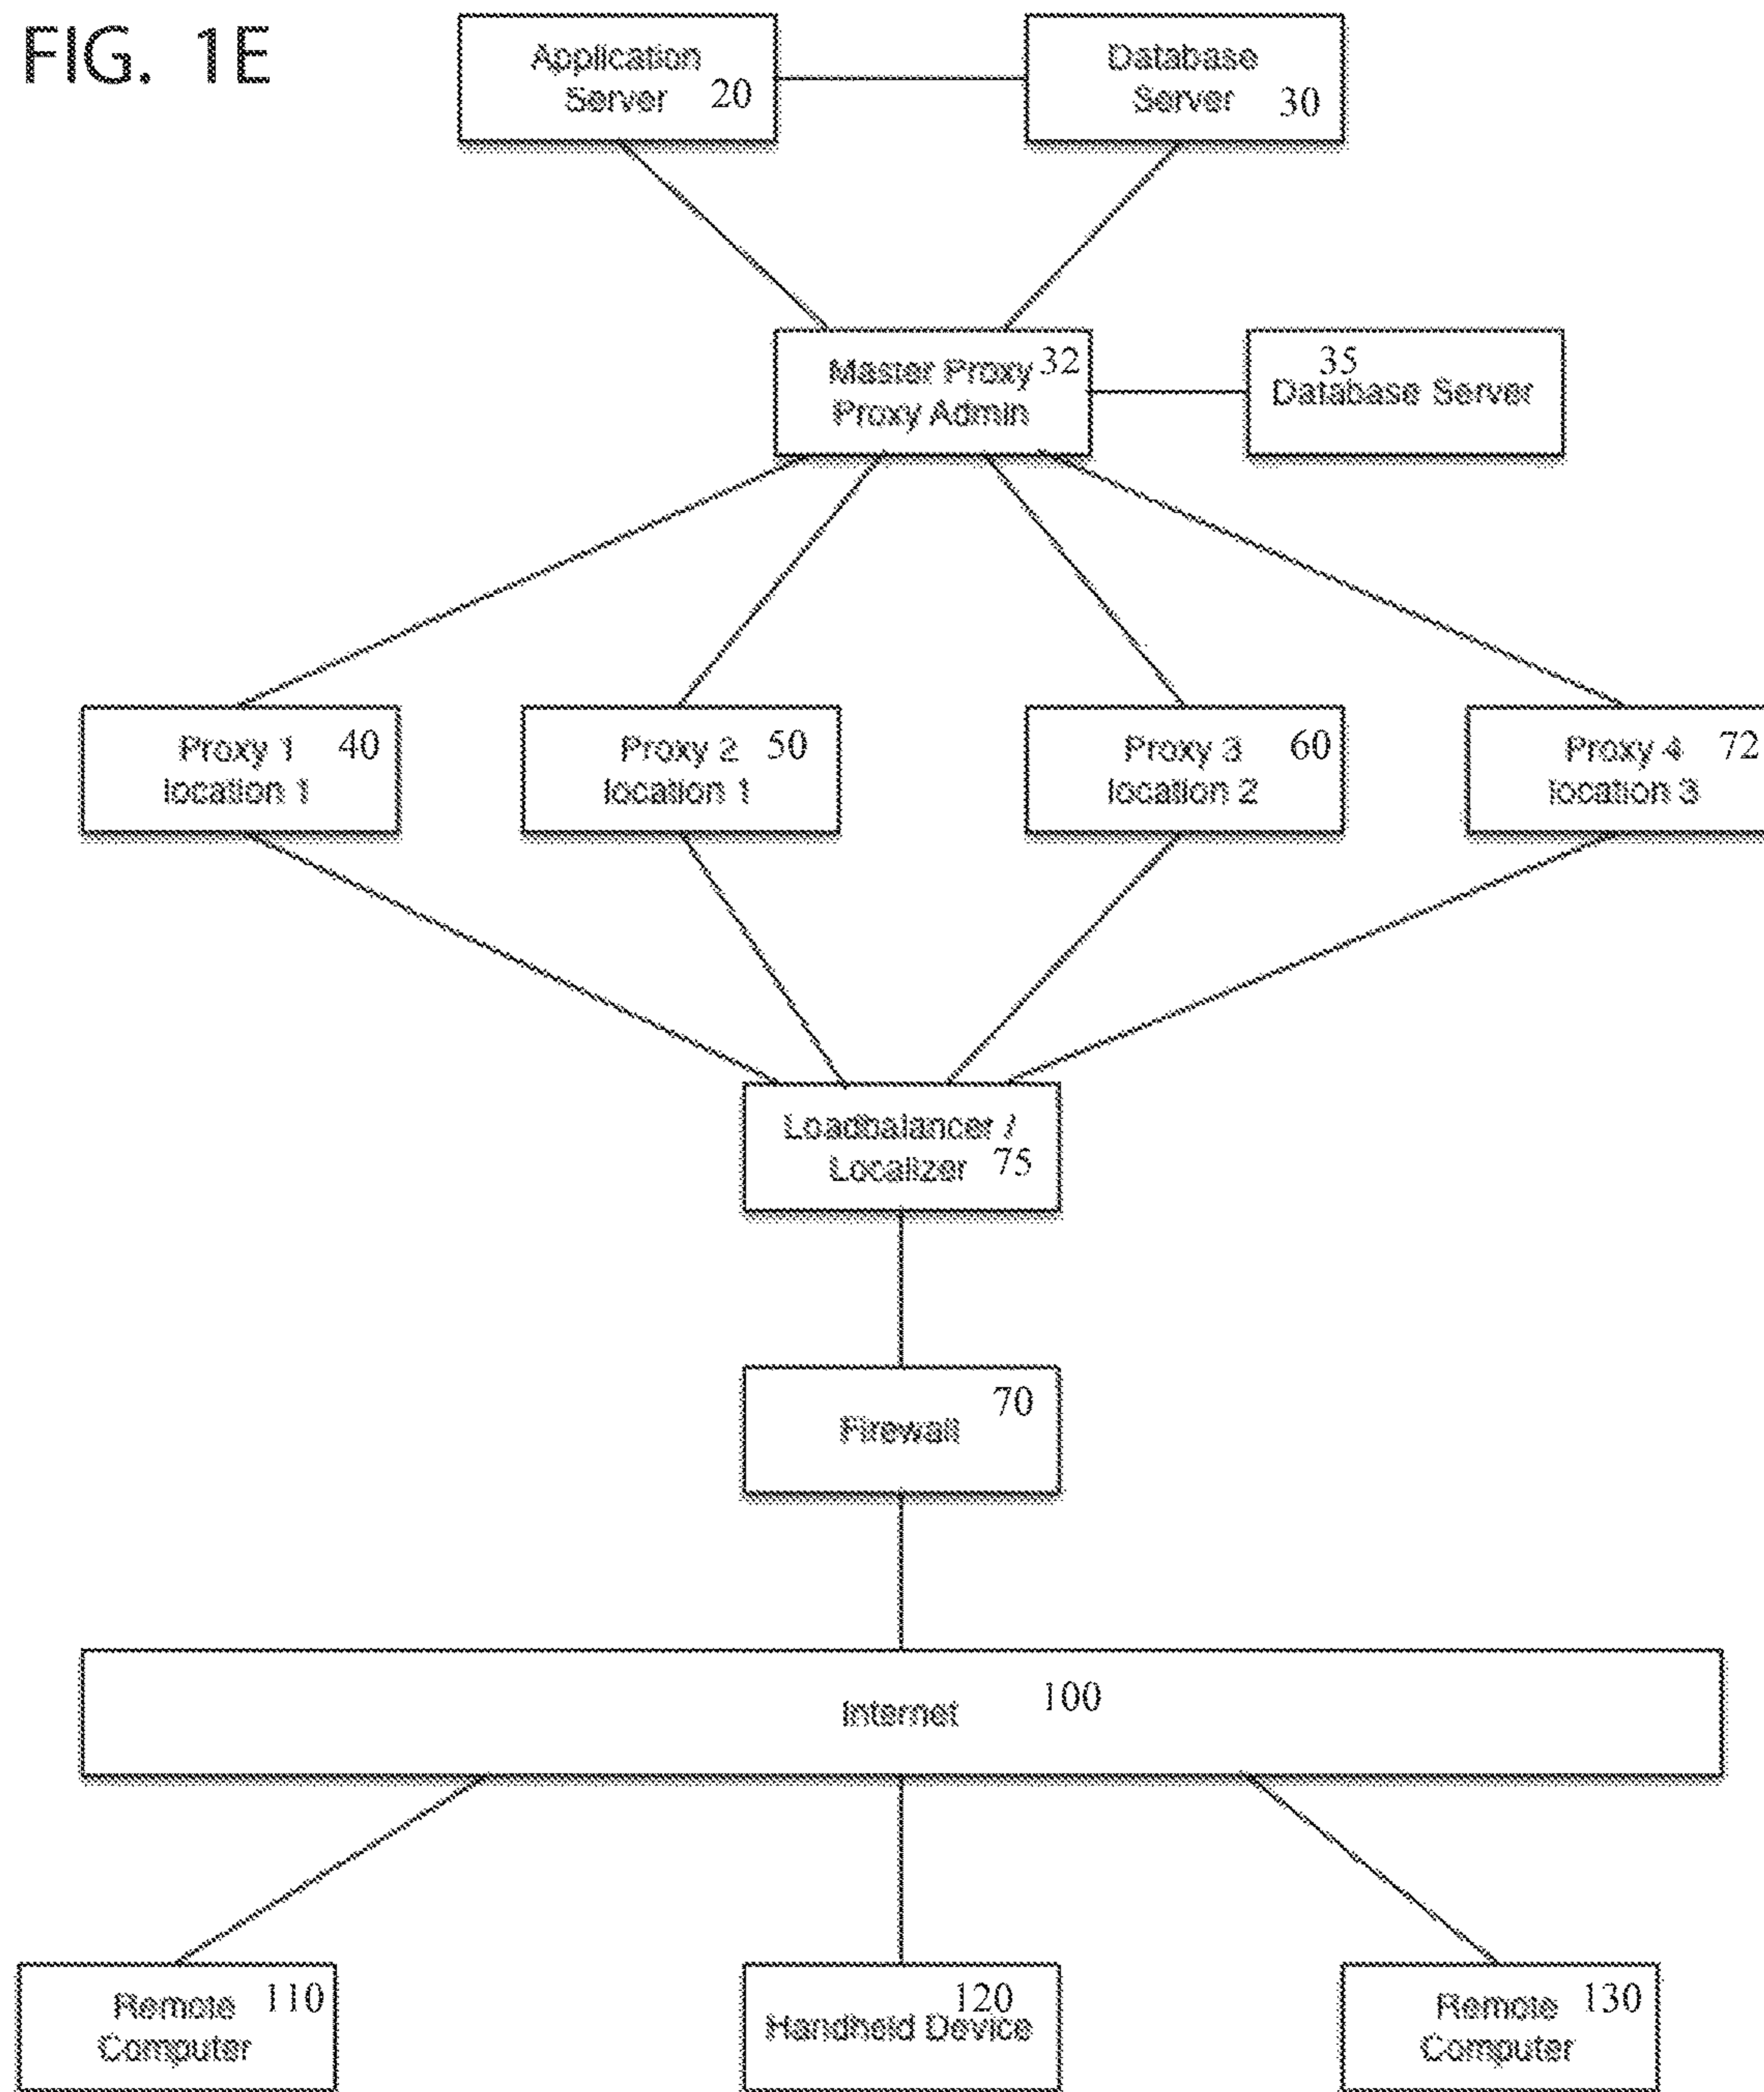 FIG. 1E
Application
Server 20
Database
Server 30
Master Proxy 32
Proxy Admin
35
Database Server
Proxy 1 40
location 1
Proxy 2 50
location 1
Proxy 3 60
location 2
Proxy 4 72
location 3
Loadbalancer /
Localizer 75
70
Firewall
Internet 100
Remote 110
Computer
120
Handheld Device
Remote 130
Computer